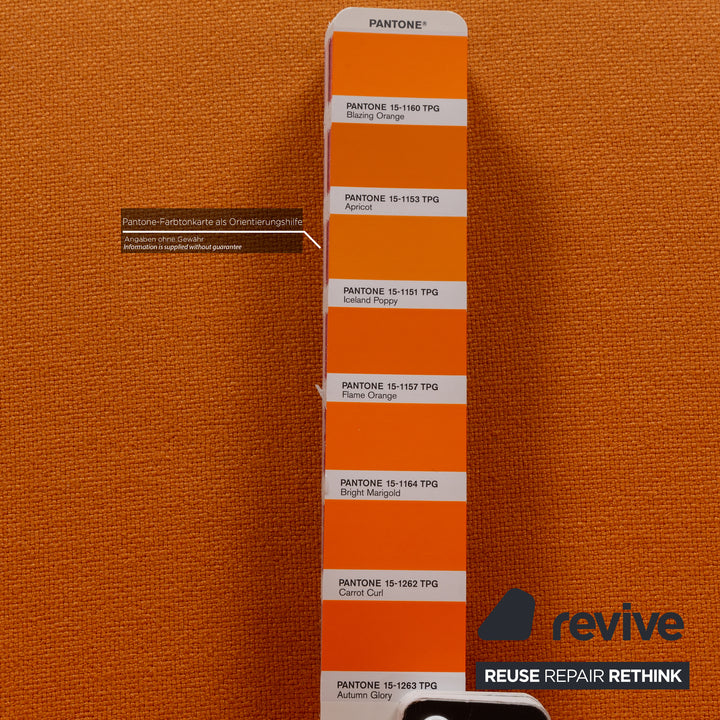 PANTONE®
PANTONE 15-1160 TPG
Blazing Orange
PANTONE 15-1153 TPG
Apricot
Pantone-Farbtonkarte als Orientierungshilfe
Angaben ohne Gewähr
Information is supplied without guarantee
PANTONE 15-1151 TPG
Iceland Poppy
PANTONE 15-1157 TPG
Flame Orange
PANTONE 15-1164 TPG
Bright Marigold
PANTONE 15-1262 TPG
Carrot Curl
revive
REUSE REPAIR RETHINK
PANTONE 15-1263 TPG
Autumn Glory